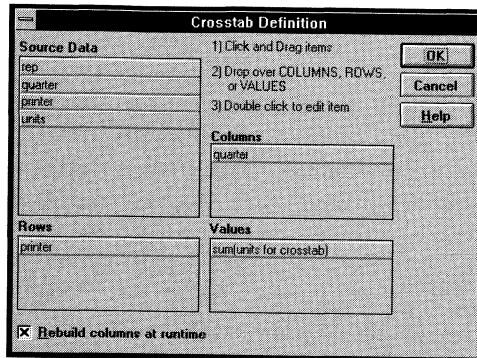 Crosstab Definition
Source Data
rep
quarter
printer
units
1) Click and Drag items
2) Drop over COLUMNS, ROWS,
or VALUES
3) Double click to edit item
OK
Cancel
Help
Columns
quarter
Rows
printer
Values
sum(units for crosstab)
Rebuild columns at runtime